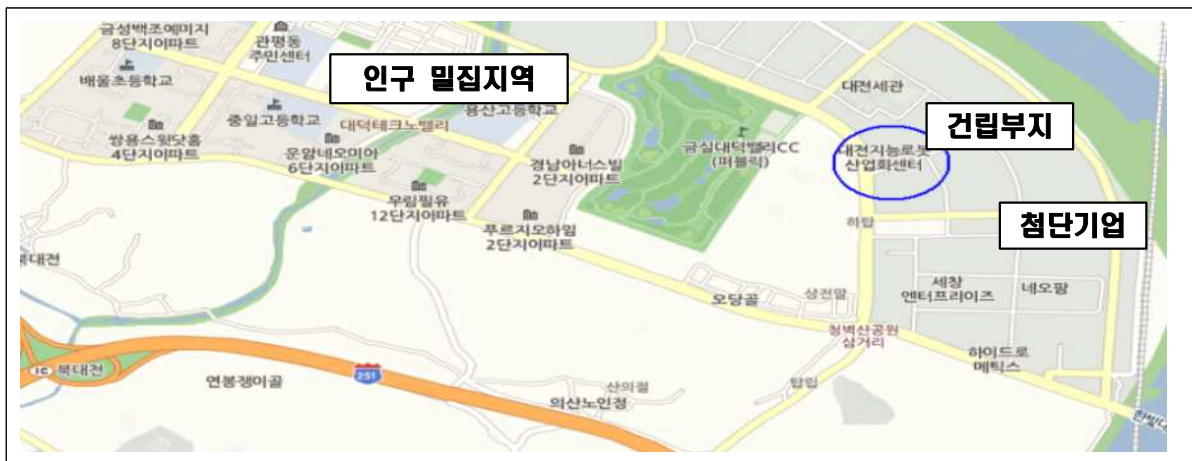 금성백조예미지
8단지아파트
관평동
주민센터
인구 밀집지역
배울초등학교
중일고등학교
대덕테크노밸리
용산고등학교
대전세관
건립부지
쌍용스윗닷홈
4단지아파트
운암네오미아
6단지아파트
경남아너스빌
2단지아파트
금실대덕밸리CC
(퍼블릭)
대전지능로봇
산업화센터
우림필유
12단지아파트
푸르지오하임
2단지아파트
하탑
첨단기업
북대전
오당골
상전말
세창
엔터프라이즈
네오팜
청벽산공원
삼거리
하이드로
메틱스
IC 북대전
연봉쟁이골
251
산의절
의산노인정
탑립
한빛대